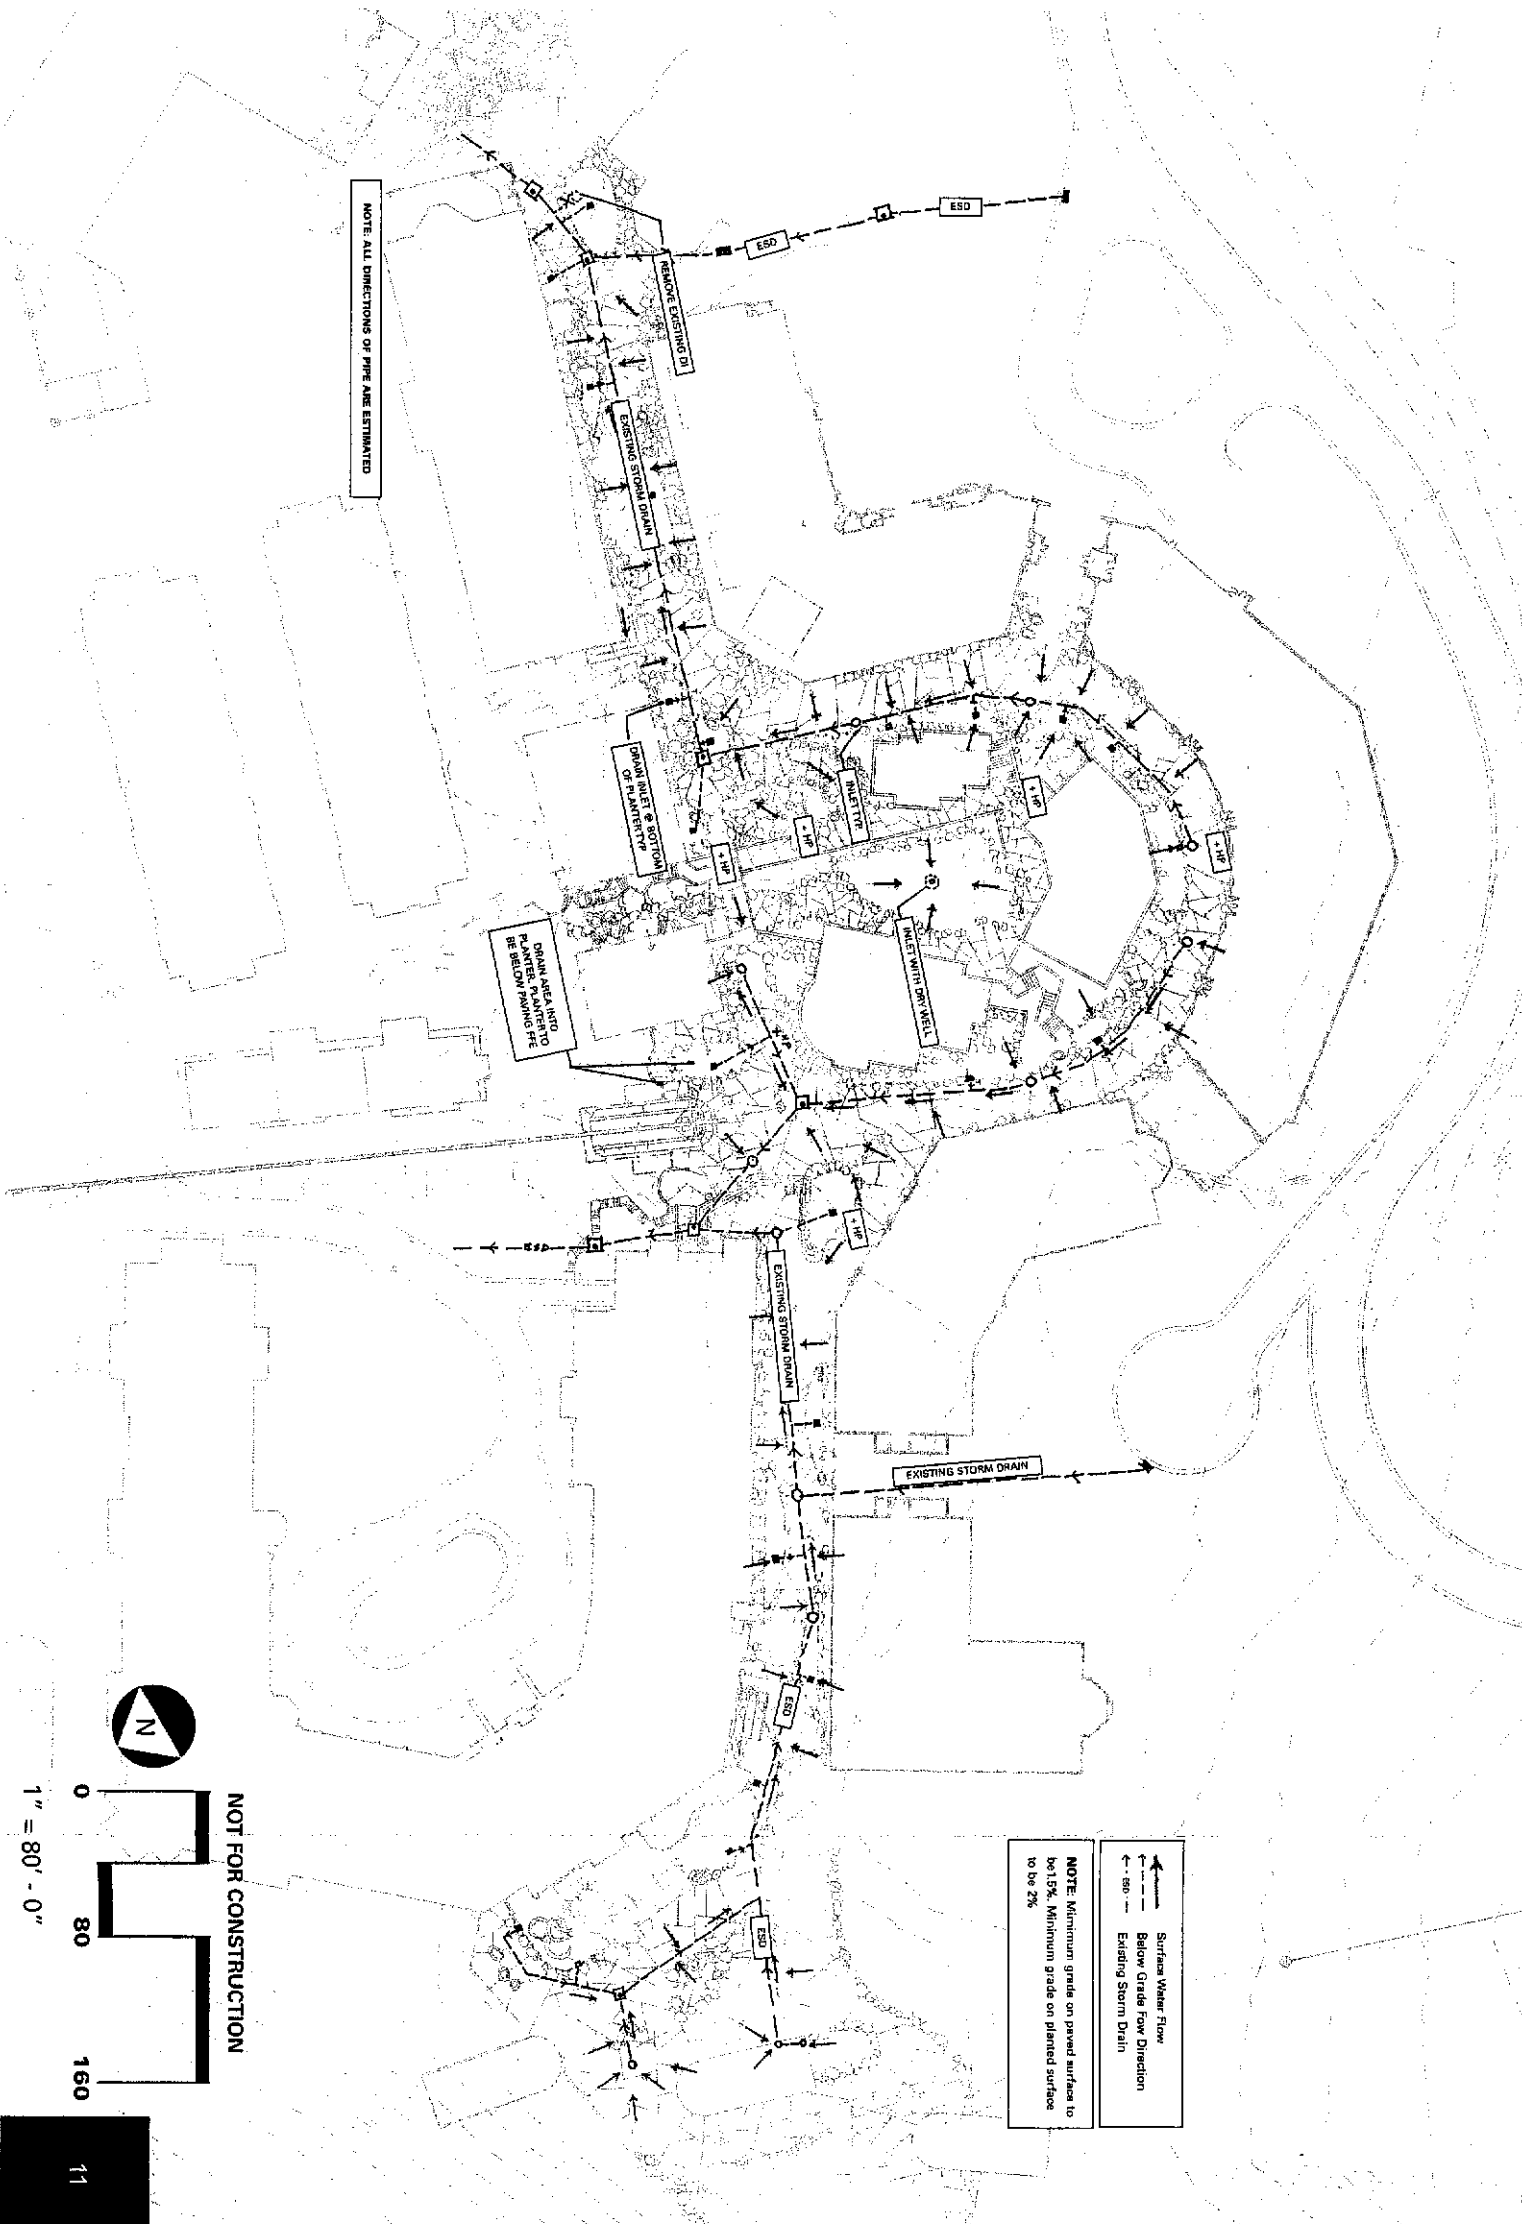 ESD
ESD
REMOVE EXISTING DI
NOTE: ALL DIRECTIONS OF PIPE ARE ESTIMATED
EXISTING STORM DRAIN
DRAIN INLET @ BOTTOM
OF PLANTER TYP
INLET TYP.
+ HP
+ HP
+ HP
+ HP
INLET WITH DRYWELL
DRAIN AREA INTO
PLANTER. PLANTER TO
BE BELOW PAVING FFE
HP
+ HP
ESD
EXISTING STORM DRAIN
EXISTING STORM DRAIN
ESD
ESD
Surface Water Flow
Below Grade Fow Direction
ESD
Existing Storm Drain
NOTE: Mimimum grade on paved surface to
be1.5%. Minimum grade on planted surface
to be 2%
N
NOT FOR CONSTRUCTION
0
80
160
1" = 80' - 0"
11